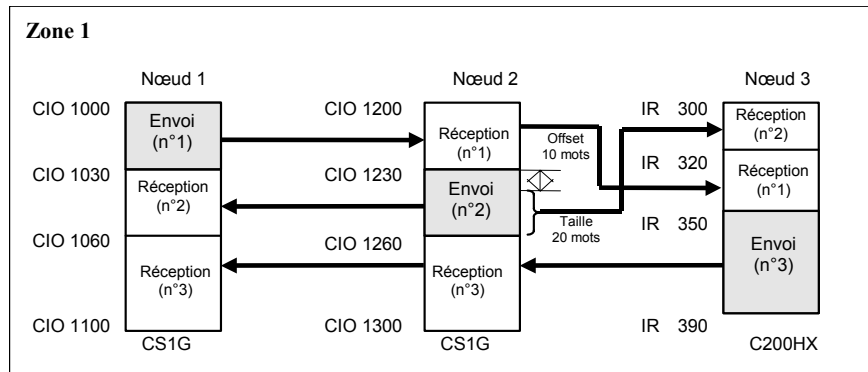 Zone 1
Nœud 1
Nœud 2
Nœud 3
CIO 1000
CIO 1200
IR 300
Envoi
(n°1)
Réception
(n°1)
Offset
10 mots
Réception
(n°2)
CIO 1030
CIO 1230
IR 320
Réception
(n°2)
Envoi
(n°2)
Réception
(n°1)
Taille
20 mots
IR 350
CIO 1060
CIO 1260
Réception
(n°3)
Réception
(n°3)
Envoi
(n°3)
CIO 1100
CIO 1300
IR 390
CS1G
CS1G
C200HX